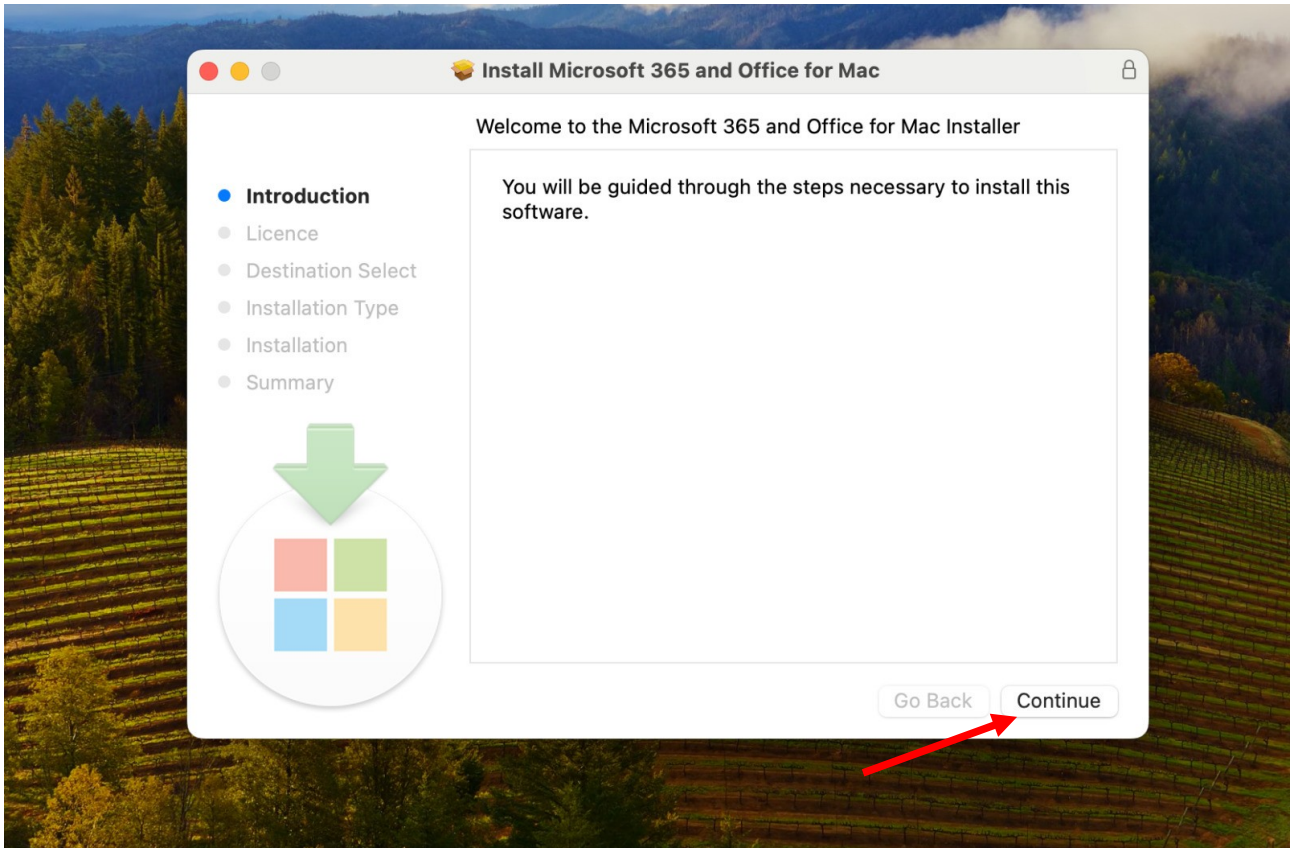 Install Microsoft 365 and Office for Mac
Welcome to the Microsoft 365 and Office for Mac Installer
Introduction
Licence
Destination Select
Installation Type
Installation
Summary
You will be guided through the steps necessary to install this
software.
Go Back
Continue